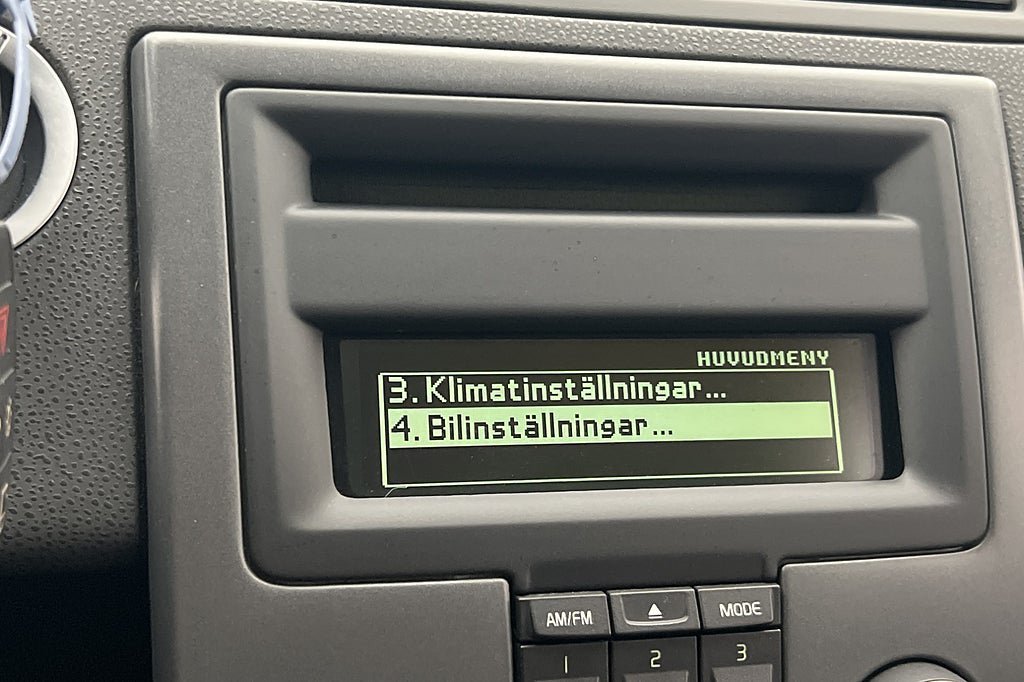 HUVUDMENY
3. Klimatinställningar...
4. Bilinställningar...
AM/FM
MODE
1
2
3